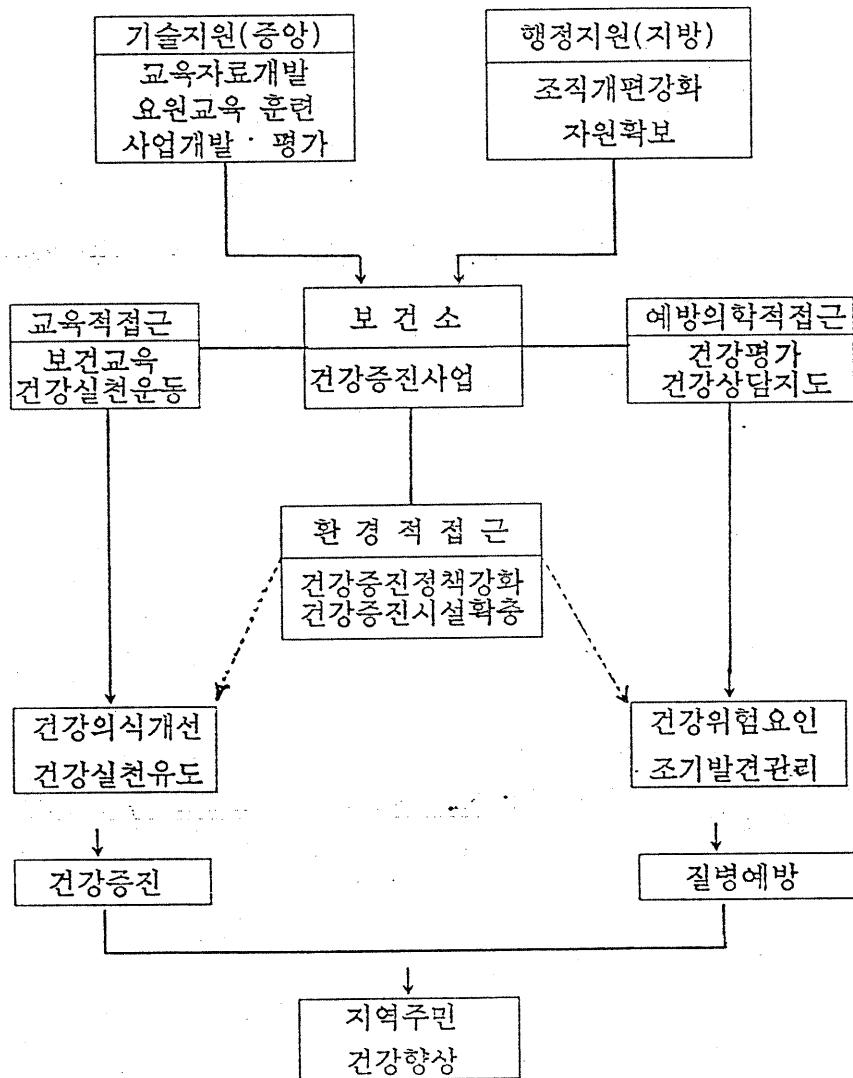 기술지원(중앙)
교육자료개발
요원교육 훈련
사업개발 · 평가
행정지원(지방)
조직개편강화
자원확보
교육적접근
보건교육
건강실천운동
보 건 소
건강증진사업
예방의학적접근
건강평가
건강상담지도
환 경 적 접 근
건강증진정책강화
건강증진시설확충
건강의식개선
건강실천유도
건강위험요인
조기발견관리
건강증진
질병예방
지역주민
건강향상